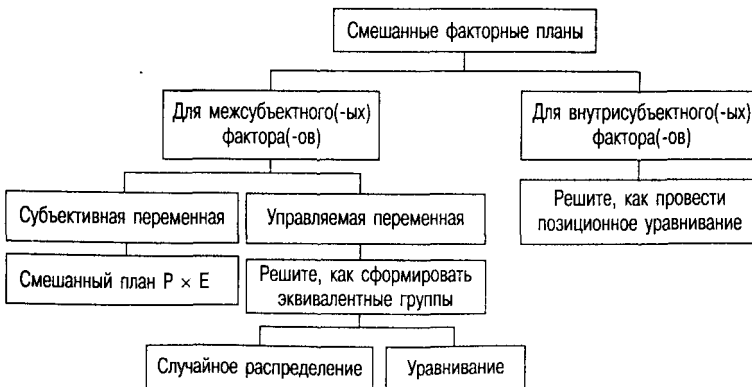 Смешанные факторные планы
Для межсубъектного(-ых)
фактора(-ов)
Для внутрисубъектного(-ых)
фактора(-ов)
Субъективная переменная
Управляемая переменная
Решите, как провести
позиционное уравнивание
Смешанный план P × E
Решите, как сформировать
эквивалентные группы
Случайное распределение
Уравнивание